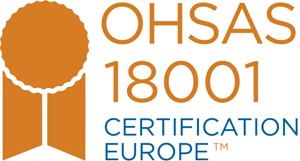 OHSAS
18001
CERTIFICATION
EUROPE™